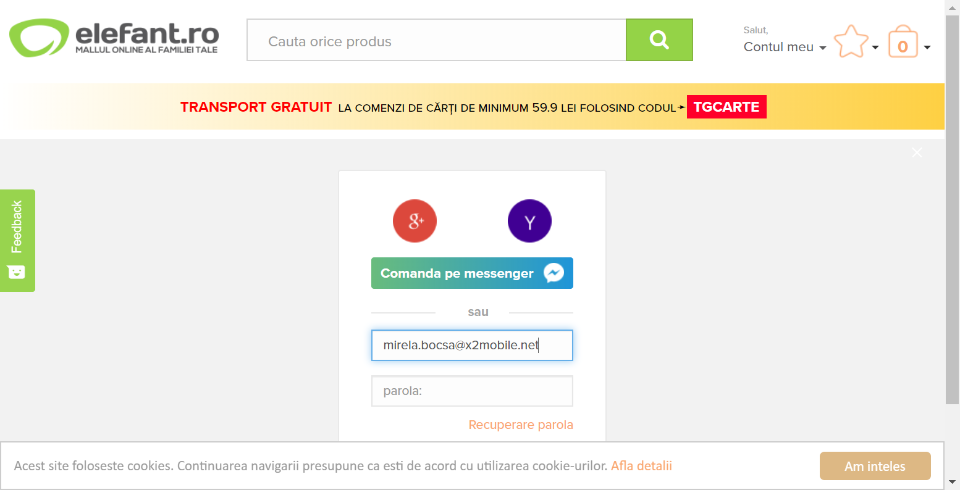 elefant.ro
MALLUL ONLINE AL FAMILIEI TALE
Cauta orice produs
Salut,
Contul meu
0
TRANSPORT GRATUIT LA COMENZI DE CĂRȚI DE MINIMUM 59.9 LEI FOLOSIND CODUL TGCARTE
Feedback
g+
Y
Comanda pe messenger
sau
mirela.bocsa@x2mobile.net
parola:
Recuperare parola
Acest site foloseste cookies. Continuarea navigarii presupune ca esti de acord cu utilizarea cookie-urilor. Afla detalii
Am inteles